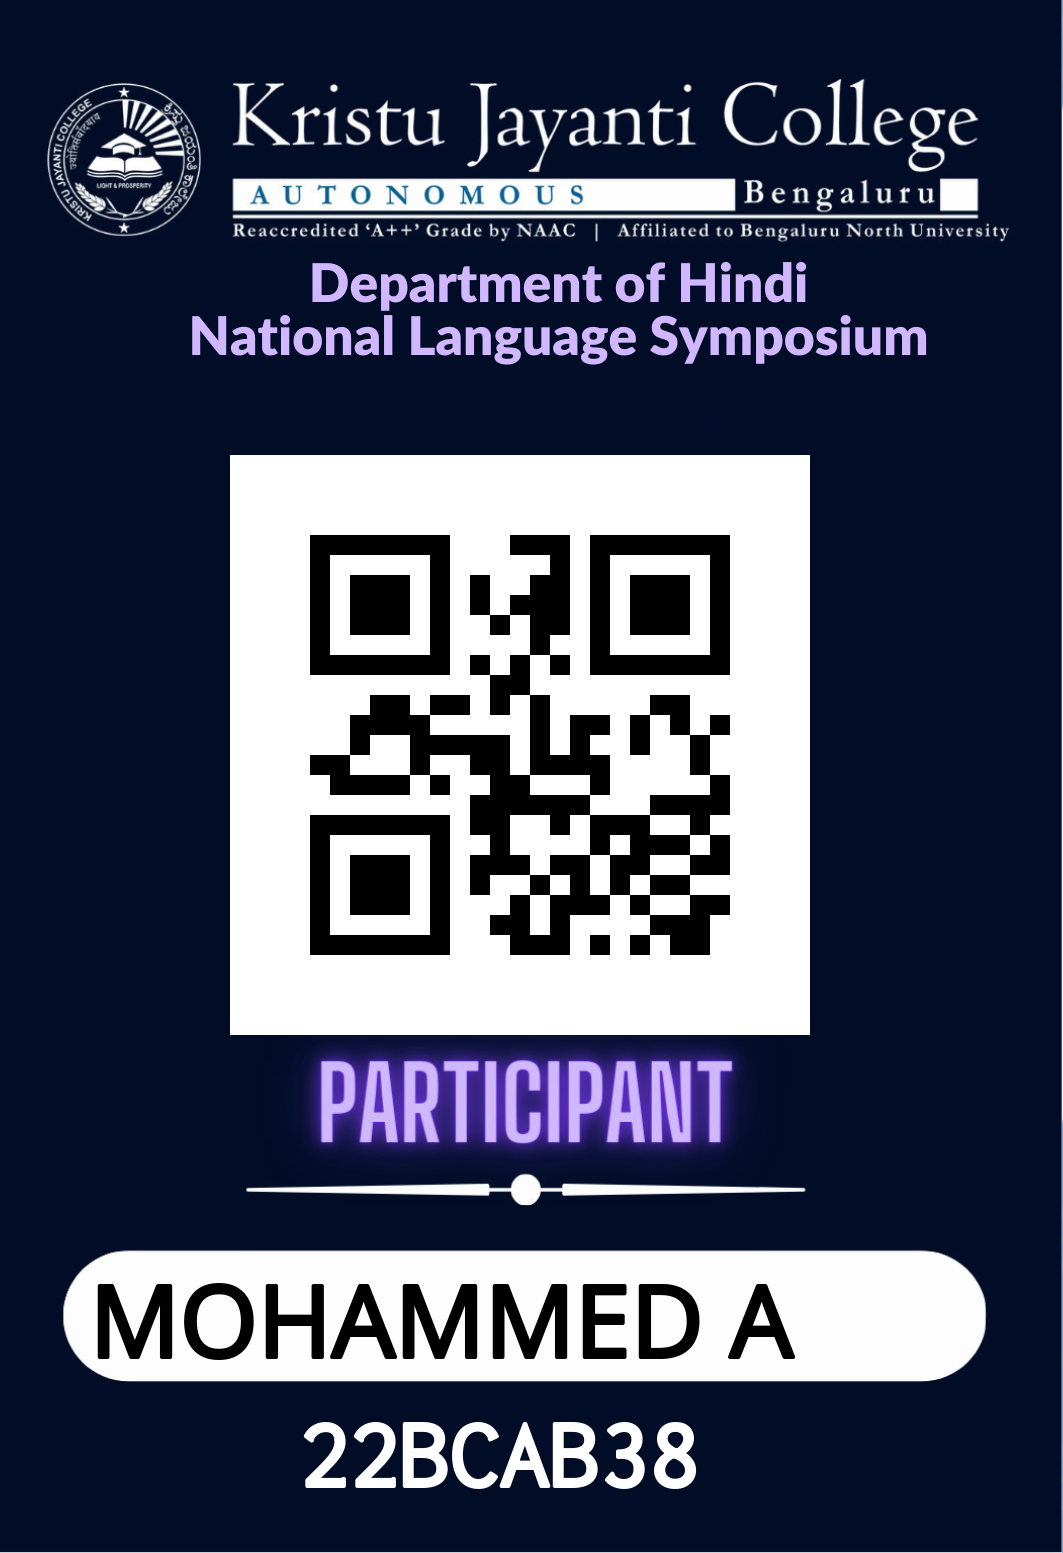 Kristu Jayanti College
AUTONOMOUS Bengaluru
Reaccredited ‘A++’ Grade by NAAC | Affiliated to Bengaluru North University
KRISTU JAYANTI COLLEGE
LIGHT & PROSPERITY
Department of Hindi
National Language Symposium
PARTICIPANT
MOHAMMED A
22BCAB38